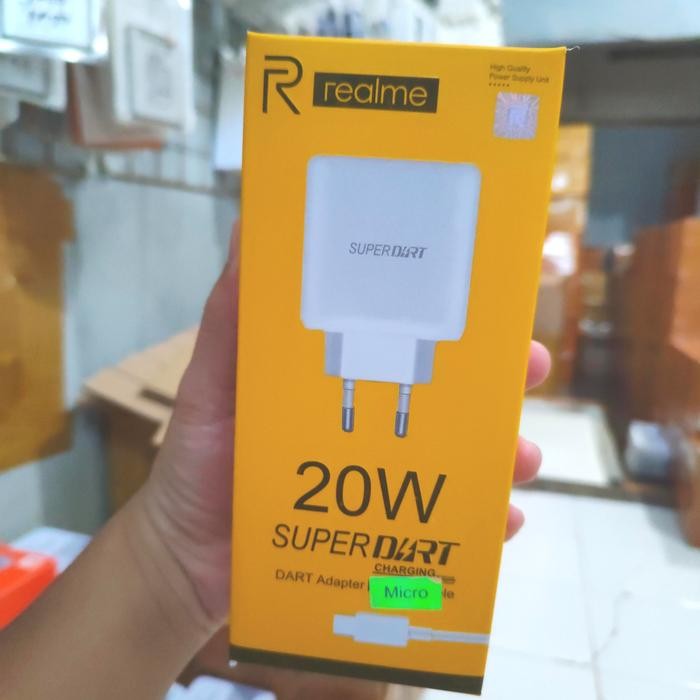 R realme
High Quality
Power Supply Unit
SUPERDART
20W
SUPERDART
CHARGING
DART Adapter
Micro